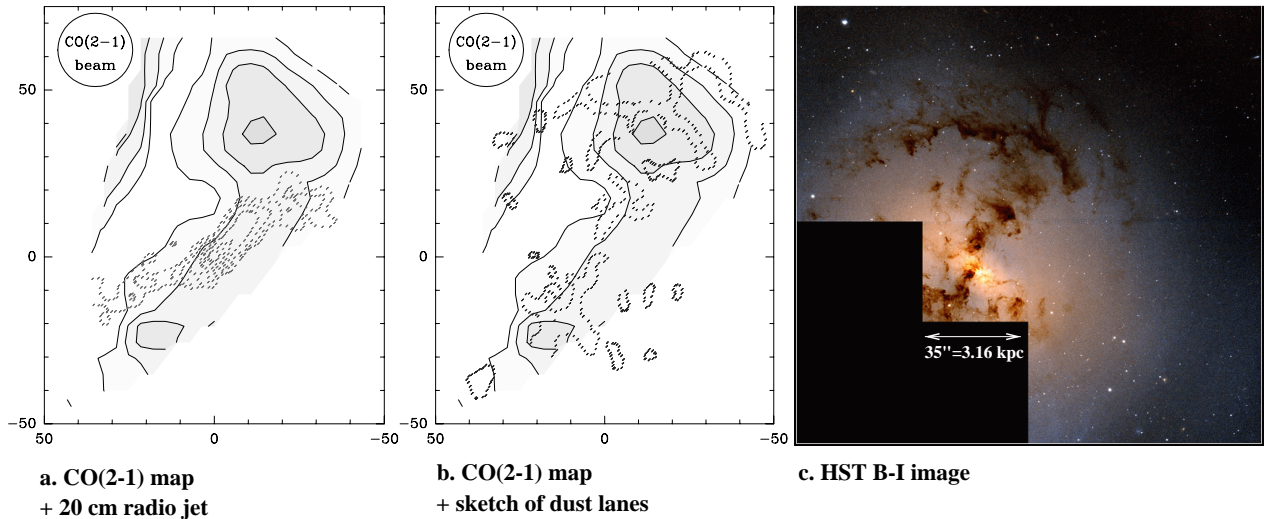 CO(2-1)
beam
50
0
-50
50
0
-50
CO(2-1)
beam
50
0
-50
50
0
-50
35"=3.16 kpc
a. CO(2-1) map
+ 20 cm radio jet
b. CO(2-1) map
+ sketch of dust lanes
c. HST B-I image